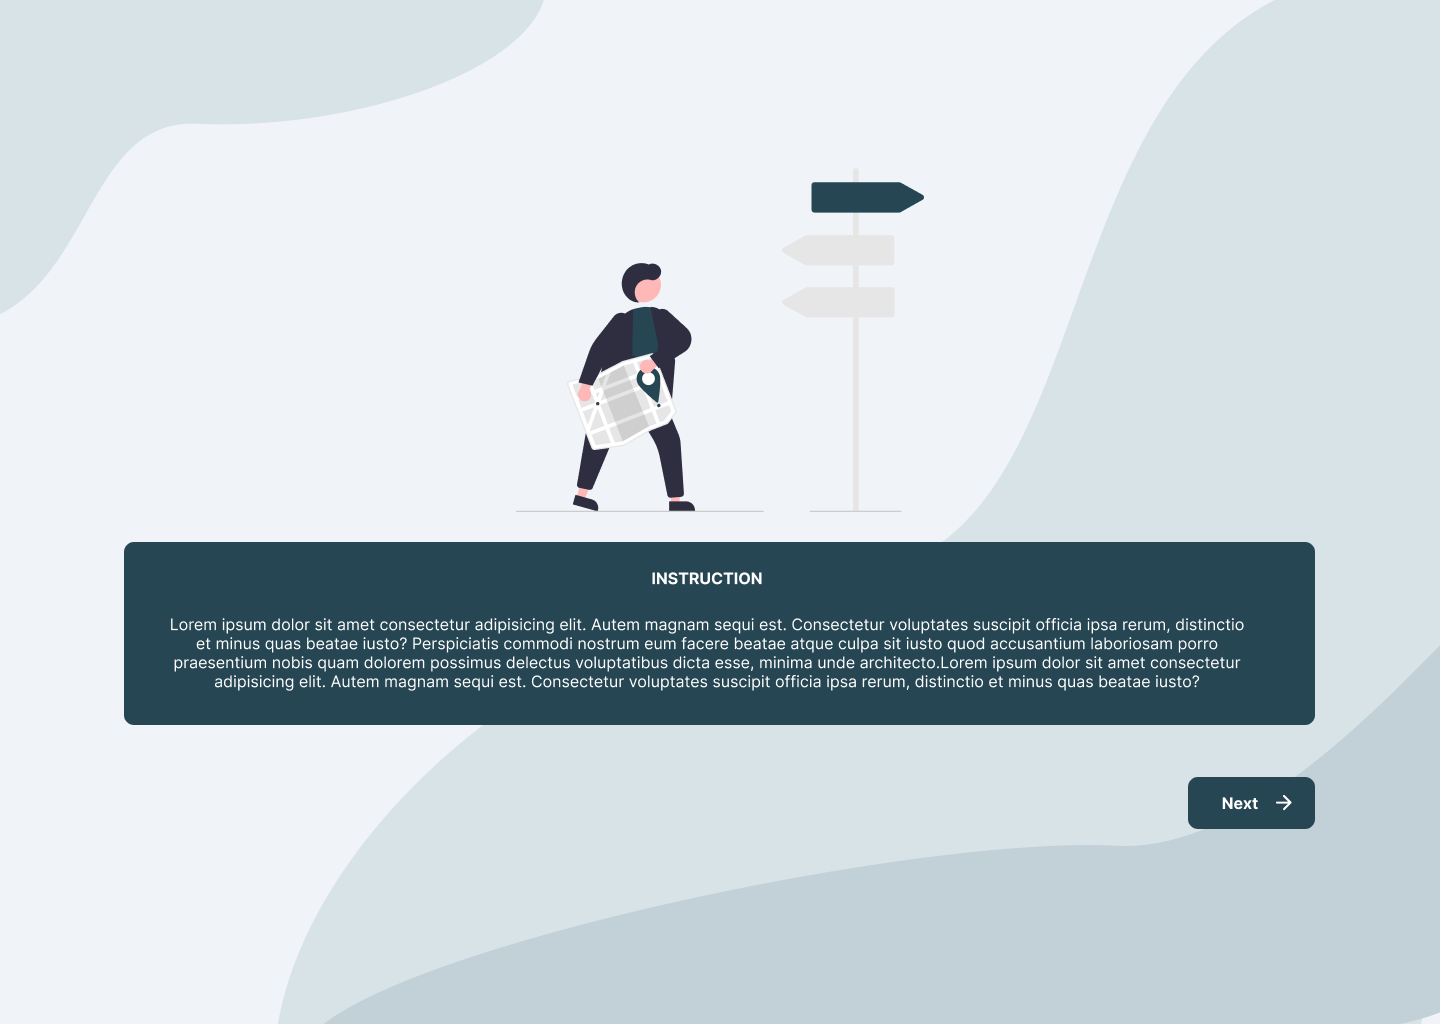 INSTRUCTION
Lorem ipsum dolor sit amet consectetur adipisicing elit. Autem magnam sequi est. Consectetur voluptates suscipit officia ipsa rerum, distinctio
et minus quas beatae iusto? Perspiciatis commodi nostrum eum facere beatae atque culpa sit iusto quod accusantium laboriosam porro
praesentium nobis quam dolorem possimus delectus voluptatibus dicta esse, minima unde architecto.Lorem ipsum dolor sit amet consectetur
adipisicing elit. Autem magnam sequi est. Consectetur voluptates suscipit officia ipsa rerum, distinctio et minus quas beatae iusto?
Next